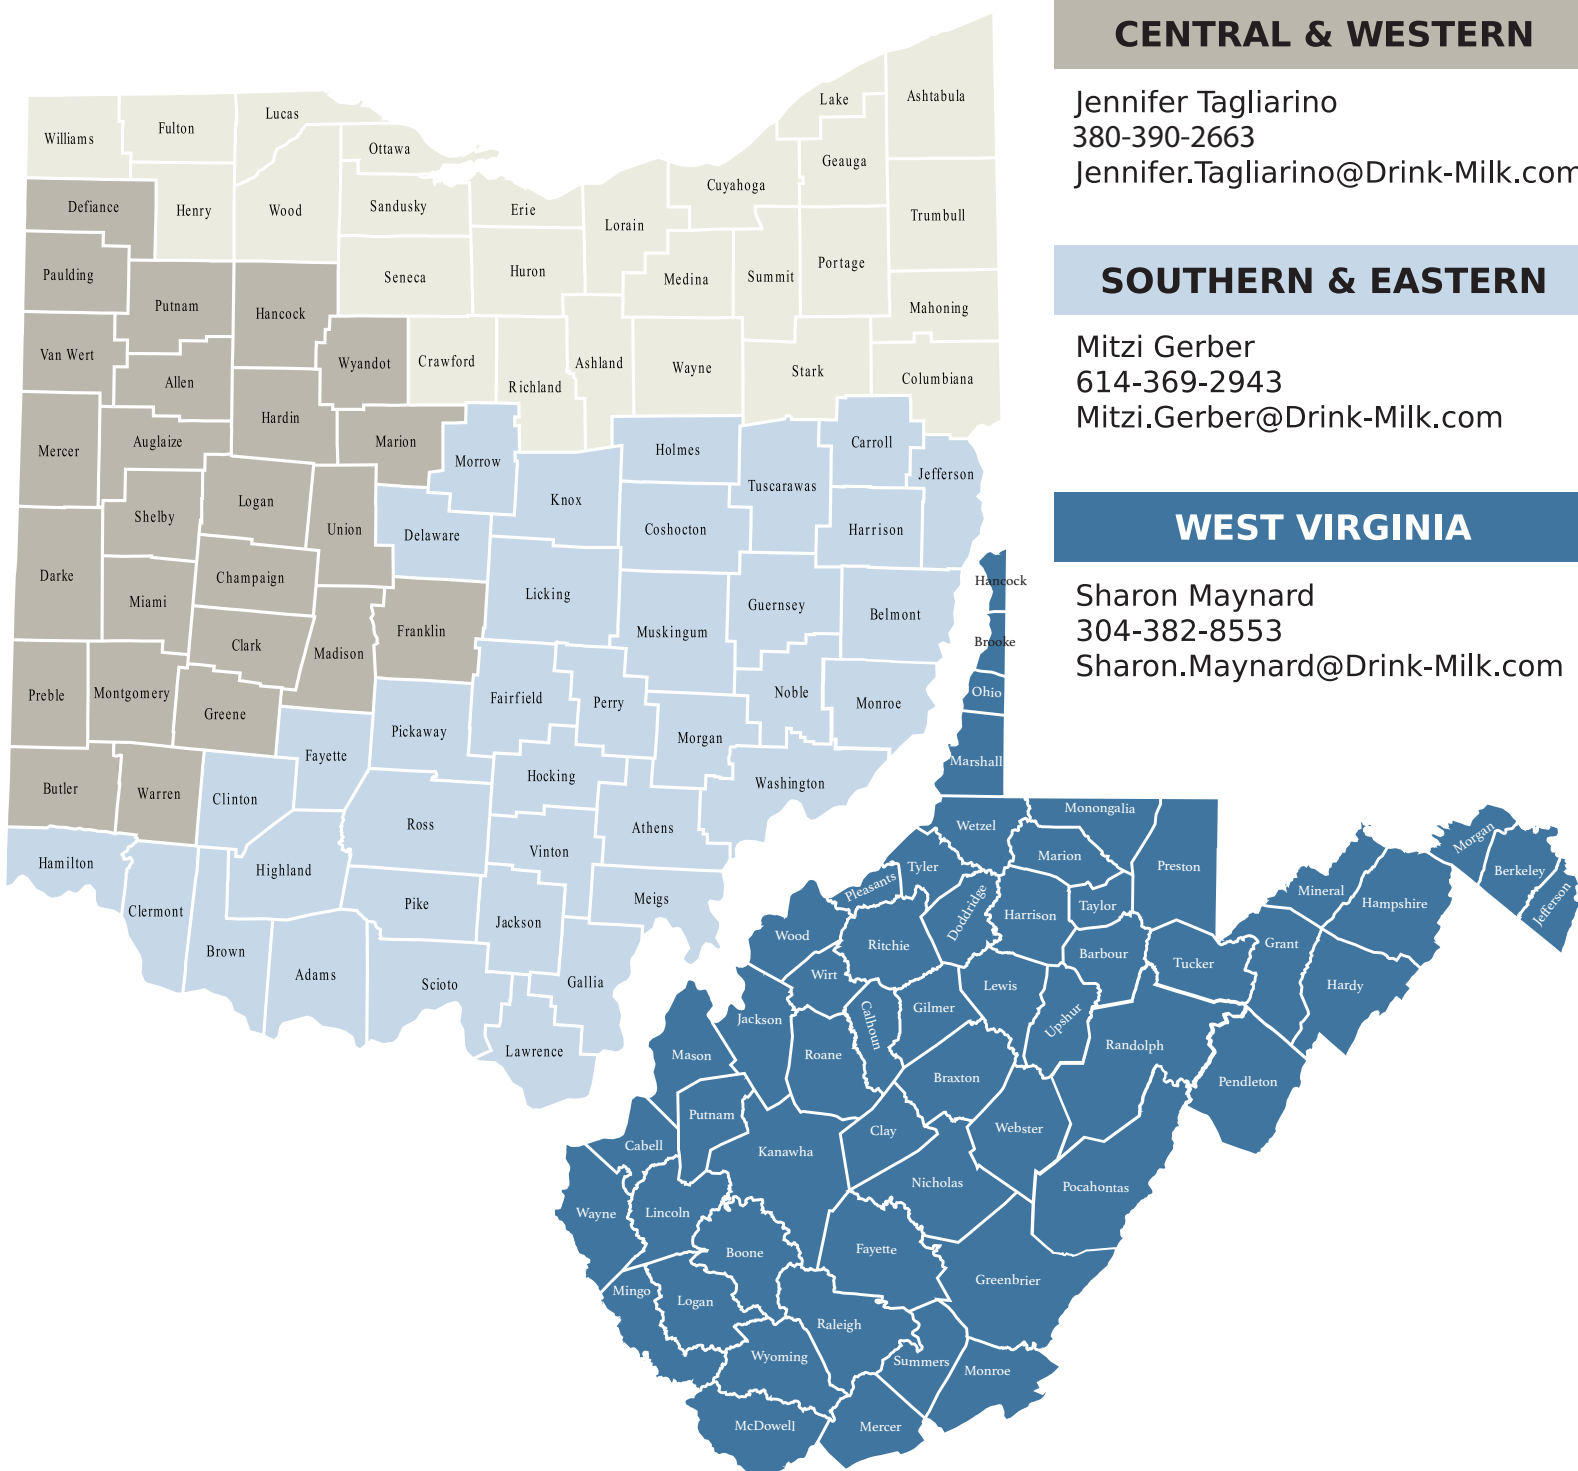 CENTRAL & WESTERN
Jennifer Tagliarino
380-390-2663
Jennifer.Tagliarino@Drink-Milk.com
SOUTHERN & EASTERN
Mitzi Gerber
614-369-2943
Mitzi.Gerber@Drink-Milk.com
WEST VIRGINIA
Sharon Maynard
304-382-8553
Sharon.Maynard@Drink-Milk.com
Williams
Fulton
Lucas
Ottawa
Lake
Ashtabula
Geauga
Cuyahoga
Defiance
Henry
Wood
Sandusky
Erie
Lorain
Trumbull
Paulding
Putnam
Hancock
Seneca
Huron
Medina
Summit
Portage
Mahoning
Van Wert
Allen
Wyandot
Crawford
Richland
Ashland
Wayne
Stark
Columbiana
Mercer
Auglaize
Hardin
Marion
Morrow
Holmes
Carroll
Jefferson
Shelby
Logan
Union
Delaware
Knox
Coshocton
Tuscarawas
Harrison
Darke
Miami
Champaign
Clark
Madison
Franklin
Licking
Muskingum
Guernsey
Belmont
Preble
Montgomery
Greene
Fayette
Pickaway
Fairfield
Perry
Morgan
Noble
Monroe
Butler
Warren
Clinton
Ross
Hocking
Vinton
Athens
Washington
Hamilton
Clermont
Highland
Pike
Jackson
Meigs
Brown
Adams
Scioto
Gallia
Lawrence
Hancock
Brooke
Ohio
Marshall
Wetzel
Monongalia
Marion
Preston
Tyler
Pleasants
Doddridge
Harrison
Taylor
Mineral
Hampshire
Morgan
Berkeley
Jefferson
Wood
Ritchie
Barbour
Tucker
Grant
Hardy
Wirt
Calhoun
Gilmer
Lewis
Upshur
Randolph
Pendleton
Jackson
Mason
Roane
Braxton
Webster
Putnam
Clay
Kanawha
Nicholas
Pocahontas
Cabell
Wayne
Lincoln
Boone
Fayette
Greenbrier
Mingo
Logan
Raleigh
Wyoming
Summers
Monroe
McDowell
Mercer